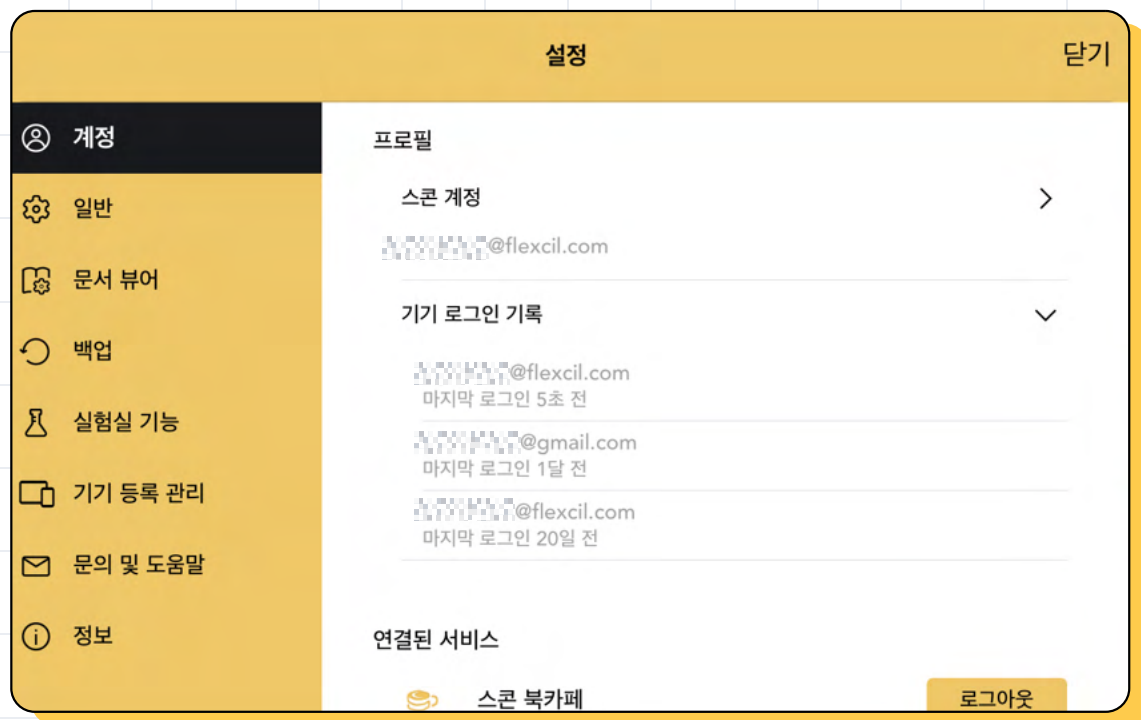 설정
닫기
계정
일반
문서 뷰어
백업
실험실 기능
기기 등록 관리
문의 및 도움말
정보
프로필
스콘 계정
@flexcil.com
기기 로그인 기록
@flexcil.com
마지막 로그인 5초 전
@gmail.com
마지막 로그인 1달 전
@flexcil.com
마지막 로그인 20일 전
연결된 서비스
스콘 북카페
로그아웃